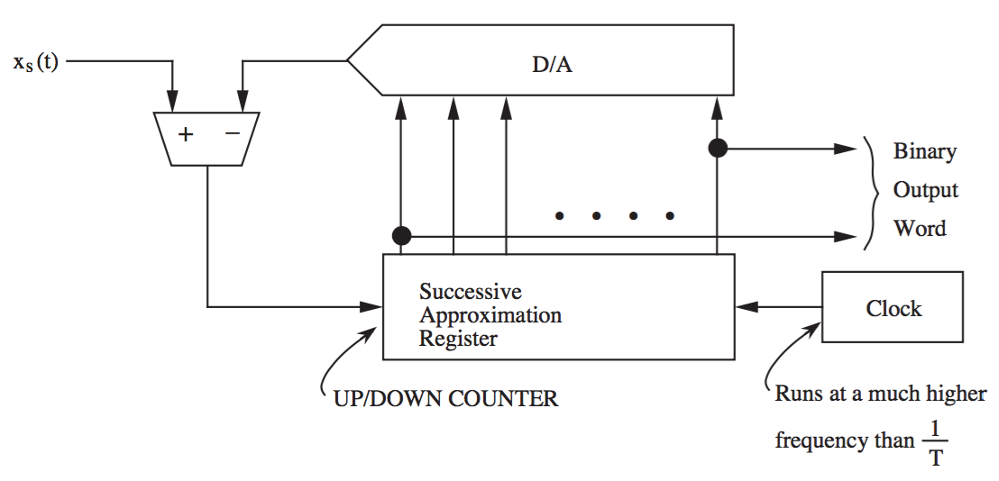 x_s(t)
D/A
+ −
Binary
Output
Word
Successive
Approximation
Register
Clock
UP/DOWN COUNTER
Runs at a much higher
frequency than 1/T